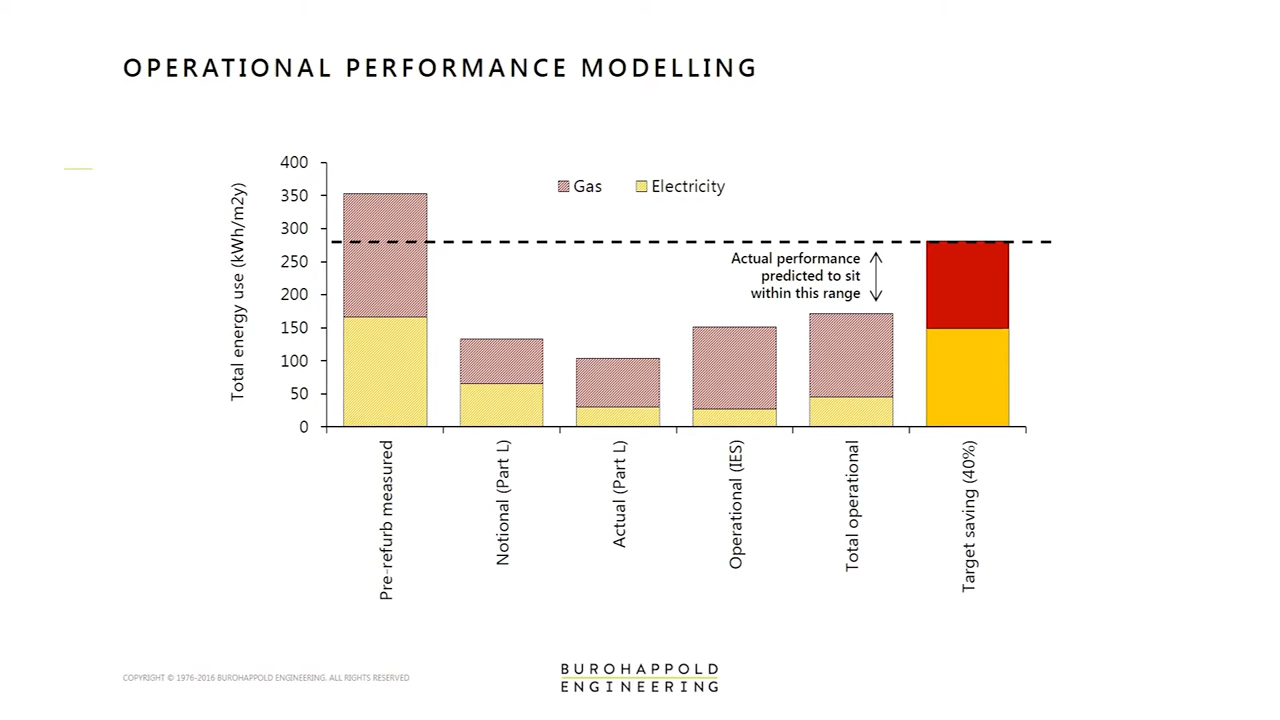 OPERATIONAL PERFORMANCE MODELLING
Total energy use (kWh/m2y)
400
350
300
250
200
150
100
50
0
Gas
Electricity
Actual performance
predicted to sit
within this range
Pre-refurb measured
Notional (Part L)
Actual (Part L)
Operational (IES)
Total operational
Target saving (40%)
COPYRIGHT © 1976-2016 BUROHAPPOLD ENGINEERING. ALL RIGHTS RESERVED
BUROHAPPOLD
ENGINEERING